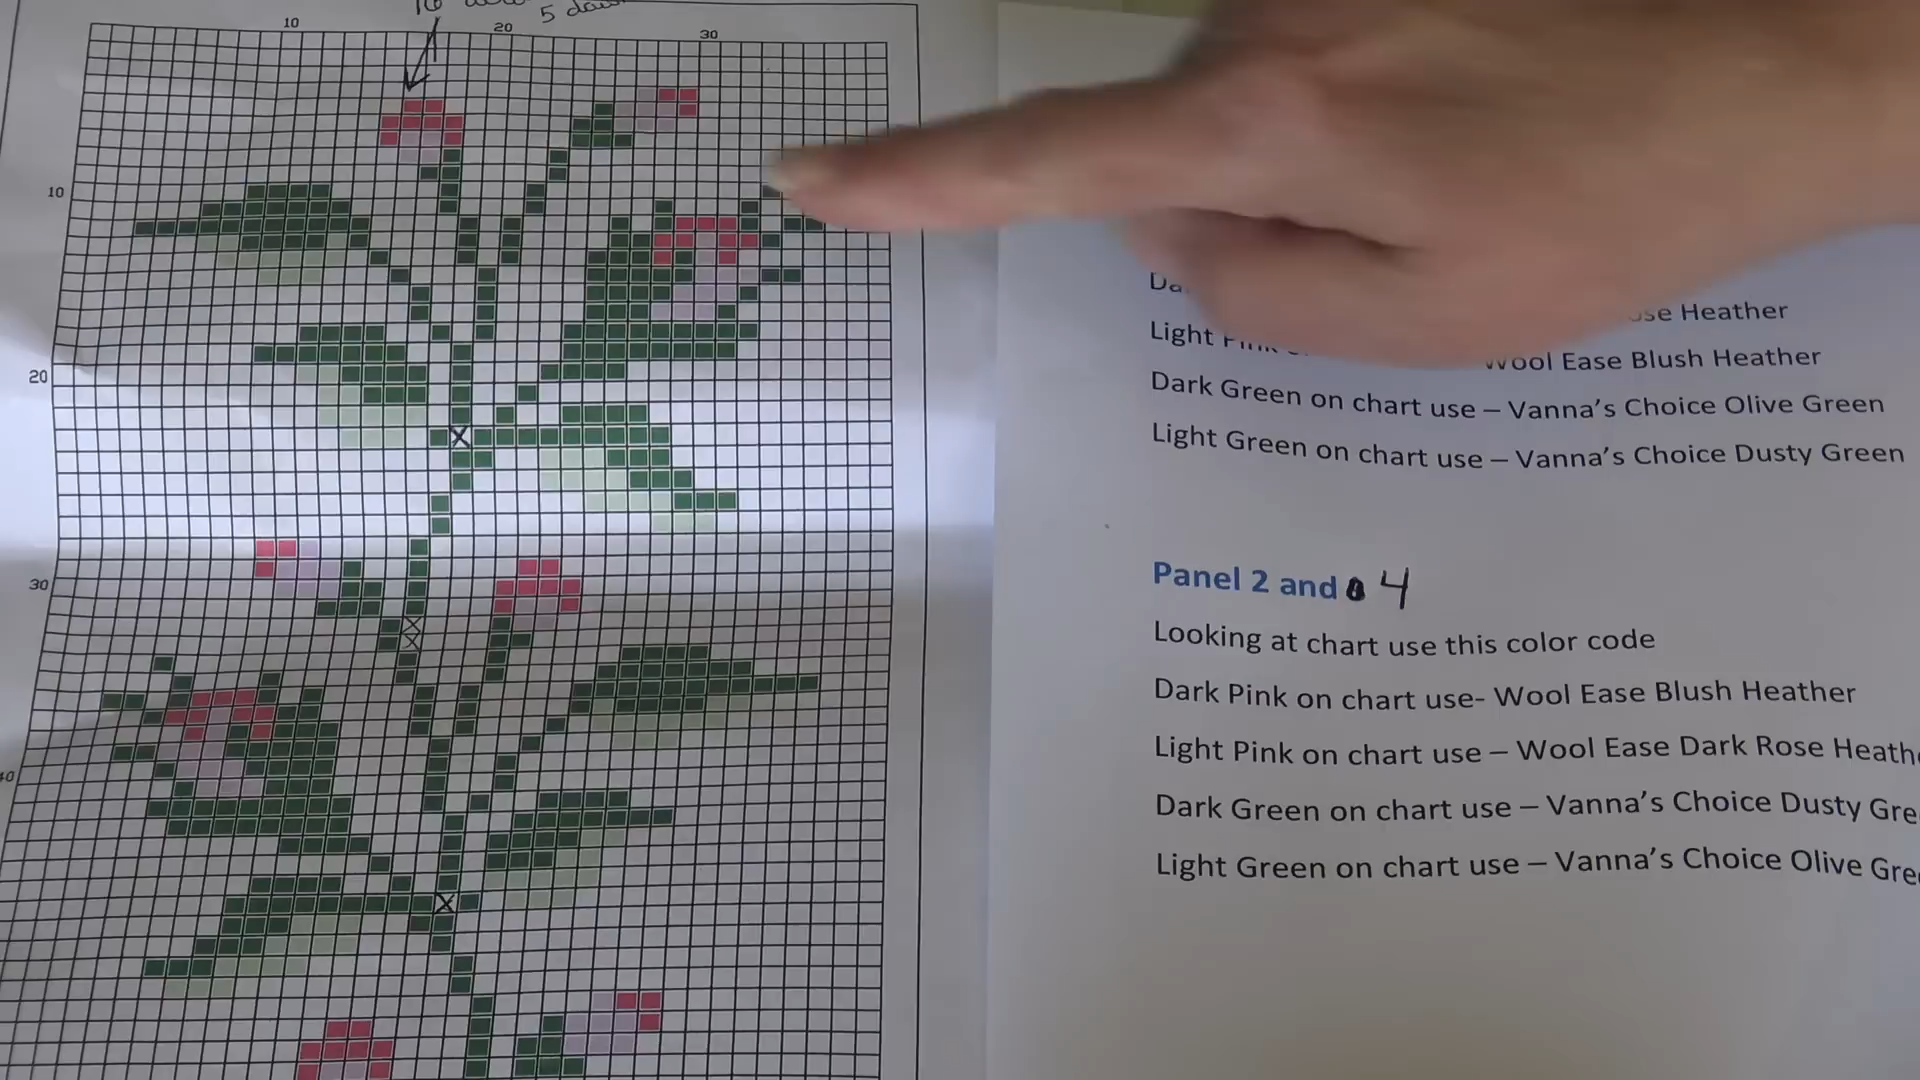 5
10
20
30
10
20
30
Light
se Heather
Wool Ease Blush Heather
Dark Green on chart use – Vanna's Choice Olive Green
Light Green on chart use – Vanna's Choice Dusty Green
Panel 2 and 4
Looking at chart use this color code
Dark Pink on chart use- Wool Ease Blush Heather
Light Pink on chart use – Wool Ease Dark Rose Heath
Dark Green on chart use – Vanna's Choice Dusty Gre
Light Green on chart use – Vanna's Choice Olive Gre